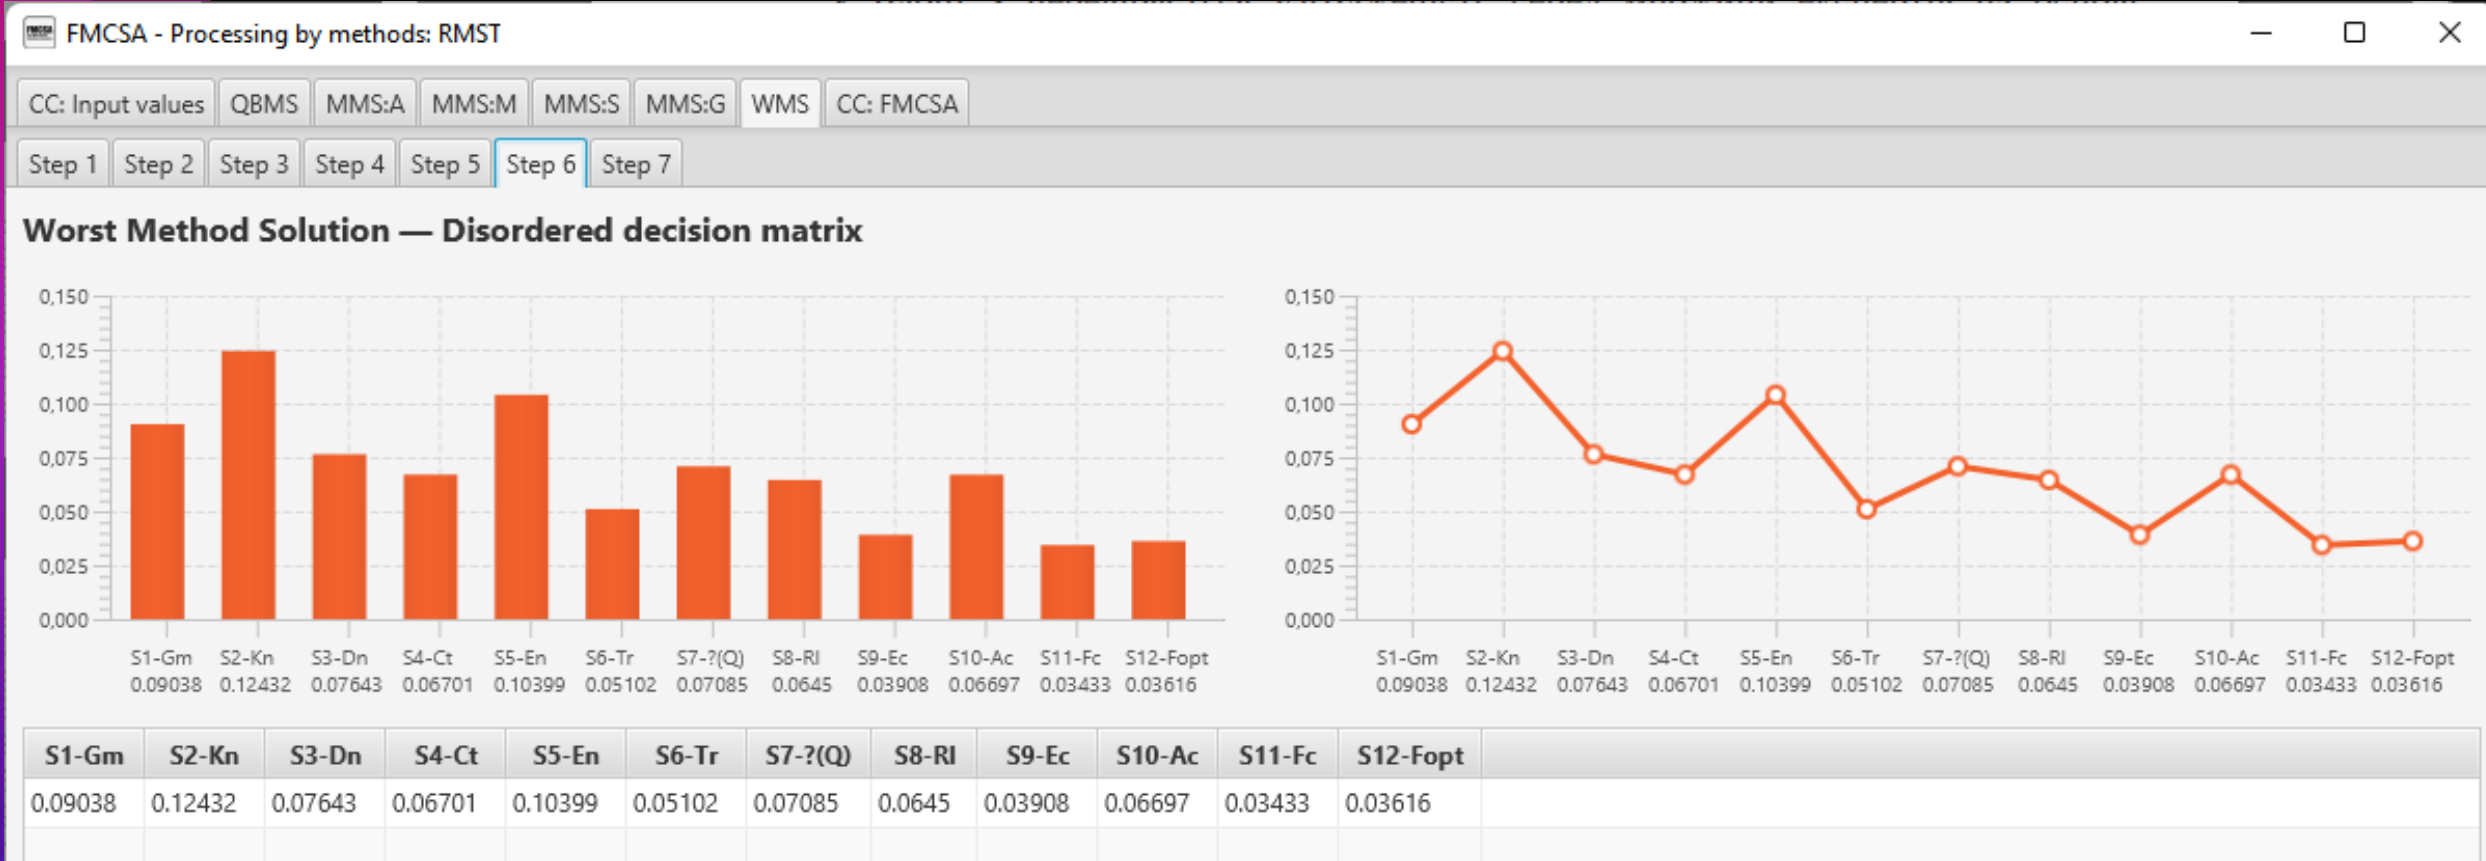 FMCSA - Processing by methods: RMST
CC: Input values QBMS MMS:A MMS:M MMS:S MMS:G WMS CC: FMCSA
Step 1 Step 2 Step 3 Step 4 Step 5 Step 6 Step 7
Worst Method Solution — Disordered decision matrix
0,150
0,125
0,100
0,075
0,050
0,025
0,000
S1-Gm S2-Kn S3-Dn S4-Ct S5-En S6-Tr S7-?(Q) S8-RI S9-Ec S10-Ac S11-Fc S12-Fopt
0.09038 0.12432 0.07643 0.06701 0.10399 0.05102 0.07085 0.0645 0.03908 0.06697 0.03433 0.03616
0,150
0,125
0,100
0,075
0,050
0,025
0,000
S1-Gm S2-Kn S3-Dn S4-Ct S5-En S6-Tr S7-?(Q) S8-RI S9-Ec S10-Ac S11-Fc S12-Fopt
0.09038 0.12432 0.07643 0.06701 0.10399 0.05102 0.07085 0.0645 0.03908 0.06697 0.03433 0.03616
S1-Gm S2-Kn S3-Dn S4-Ct S5-En S6-Tr S7-?(Q) S8-RI S9-Ec S10-Ac S11-Fc S12-Fopt
0.09038 0.12432 0.07643 0.06701 0.10399 0.05102 0.07085 0.0645 0.03908 0.06697 0.03433 0.03616